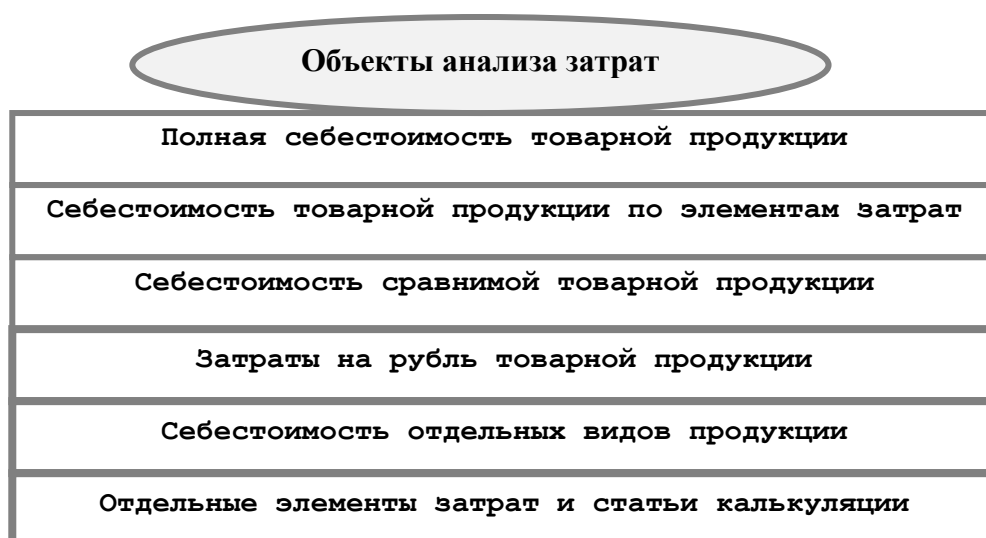 Объекты анализа затрат
Полная себестоимость товарной продукции
Себестоимость товарной продукции по элементам затрат
Себестоимость сравнимой товарной продукции
Затраты на рубль товарной продукции
Себестоимость отдельных видов продукции
Отдельные элементы затрат и статьи калькуляции